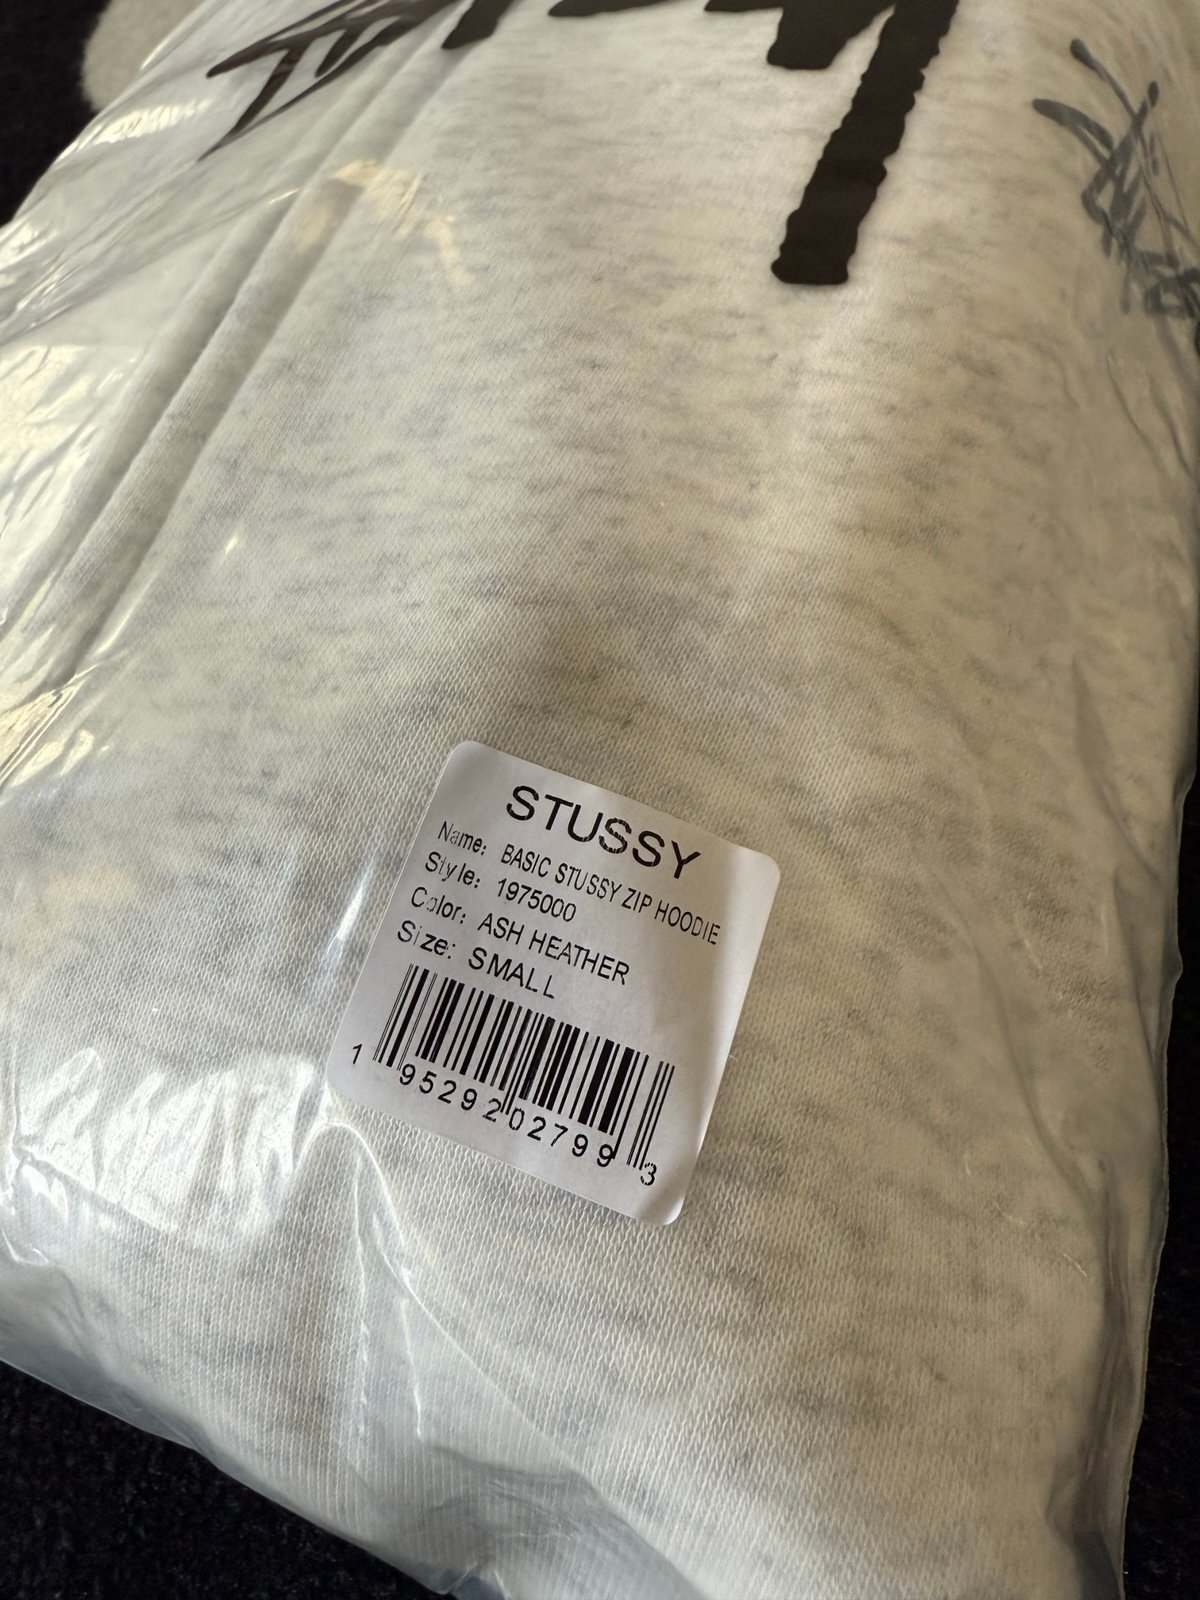 STUSSY
Name: BASIC STUSSY ZIP HOODIE
Style: 1975000
Color: ASH HEATHER
Size: SMALL
1 95292 02799 3